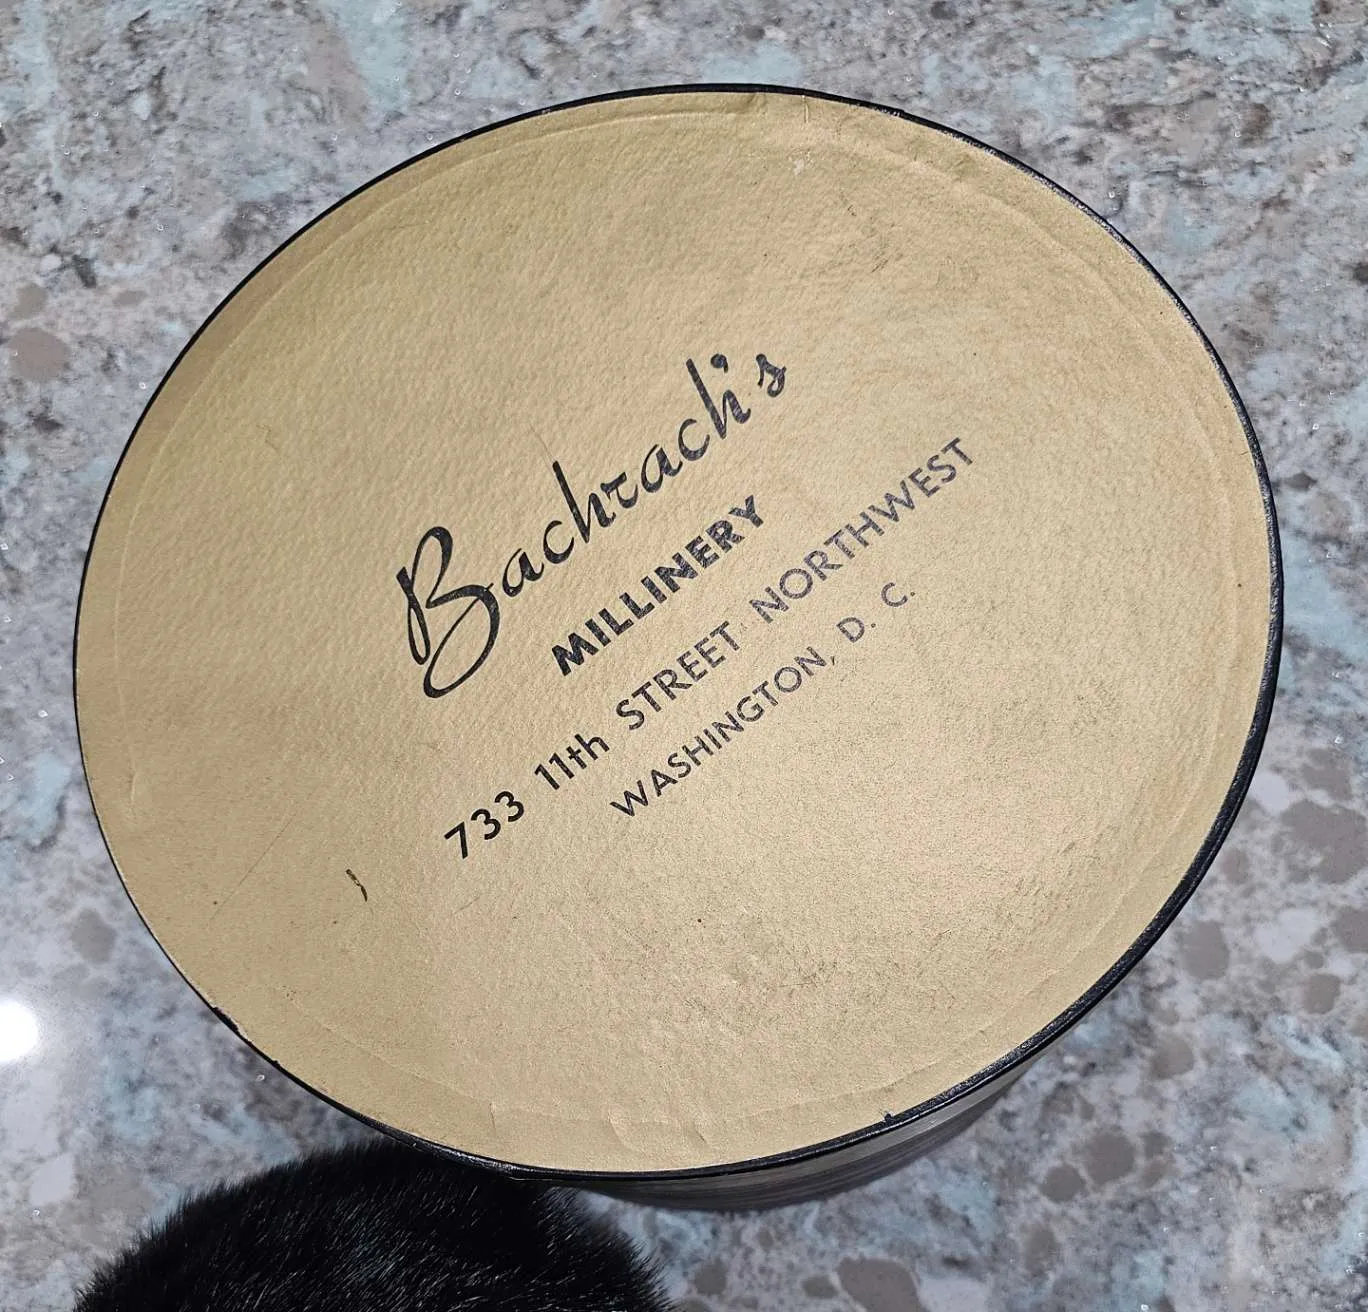 Bachrach's
MILLINERY
733 11th STREET NORTHWEST
WASHINGTON, D. C.